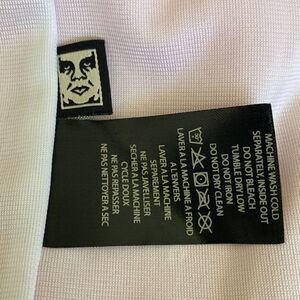 MACHINE WASH COLD
SEPARATELY, INSIDE OUT
DO NOT BLEACH
TUMBLE DRY LOW
DO NOT IRON
DO NOT DRY CLEAN
LAVER A LA MACHINE A FROID
A L'ENVERS
LAVER A LA MACHINE
SEPAREMENT
NE PAS JAVELLISER
SECHER A LA MACHINE
CYCLE DOUX
NE PAS REPASSER
NE PAS NETTOYER A SEC